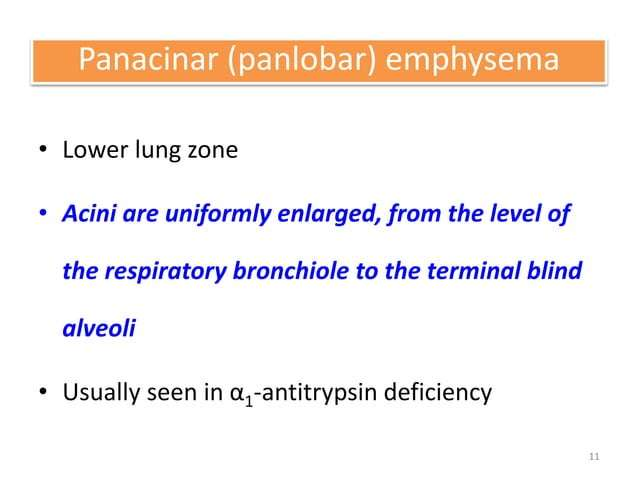 Panacinar (panlobar) emphysema
• Lower lung zone
• Acini are uniformly enlarged, from the level of
the respiratory bronchiole to the terminal blind
alveoli
• Usually seen in α₁-antitrypsin deficiency
11